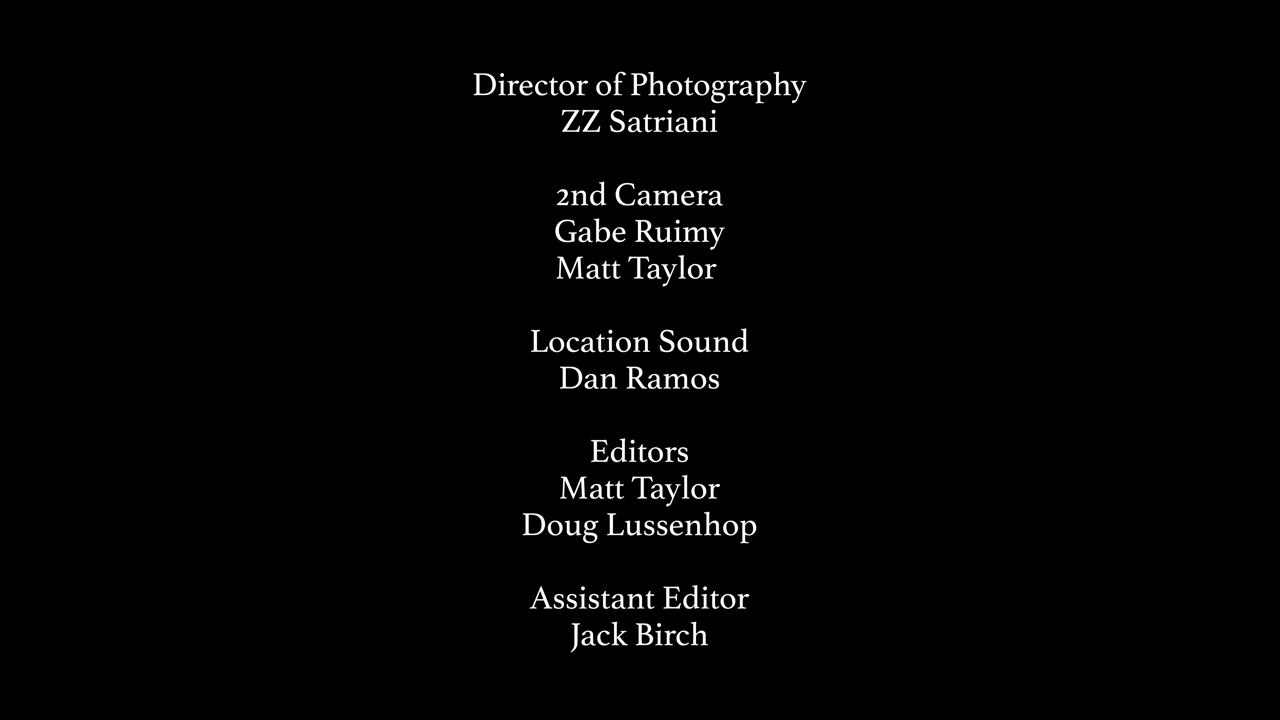 Director of Photography
ZZ Satriani
2nd Camera
Gabe Ruimy
Matt Taylor
Location Sound
Dan Ramos
Editors
Matt Taylor
Doug Lussenhop
Assistant Editor
Jack Birch